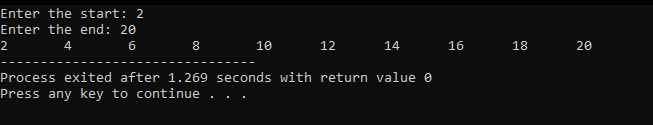 Enter the start: 2
Enter the end: 20
2       4       6       8       10      12      14      16      18      20
--------------------------------
Process exited after 1.269 seconds with return value 0
Press any key to continue . . .